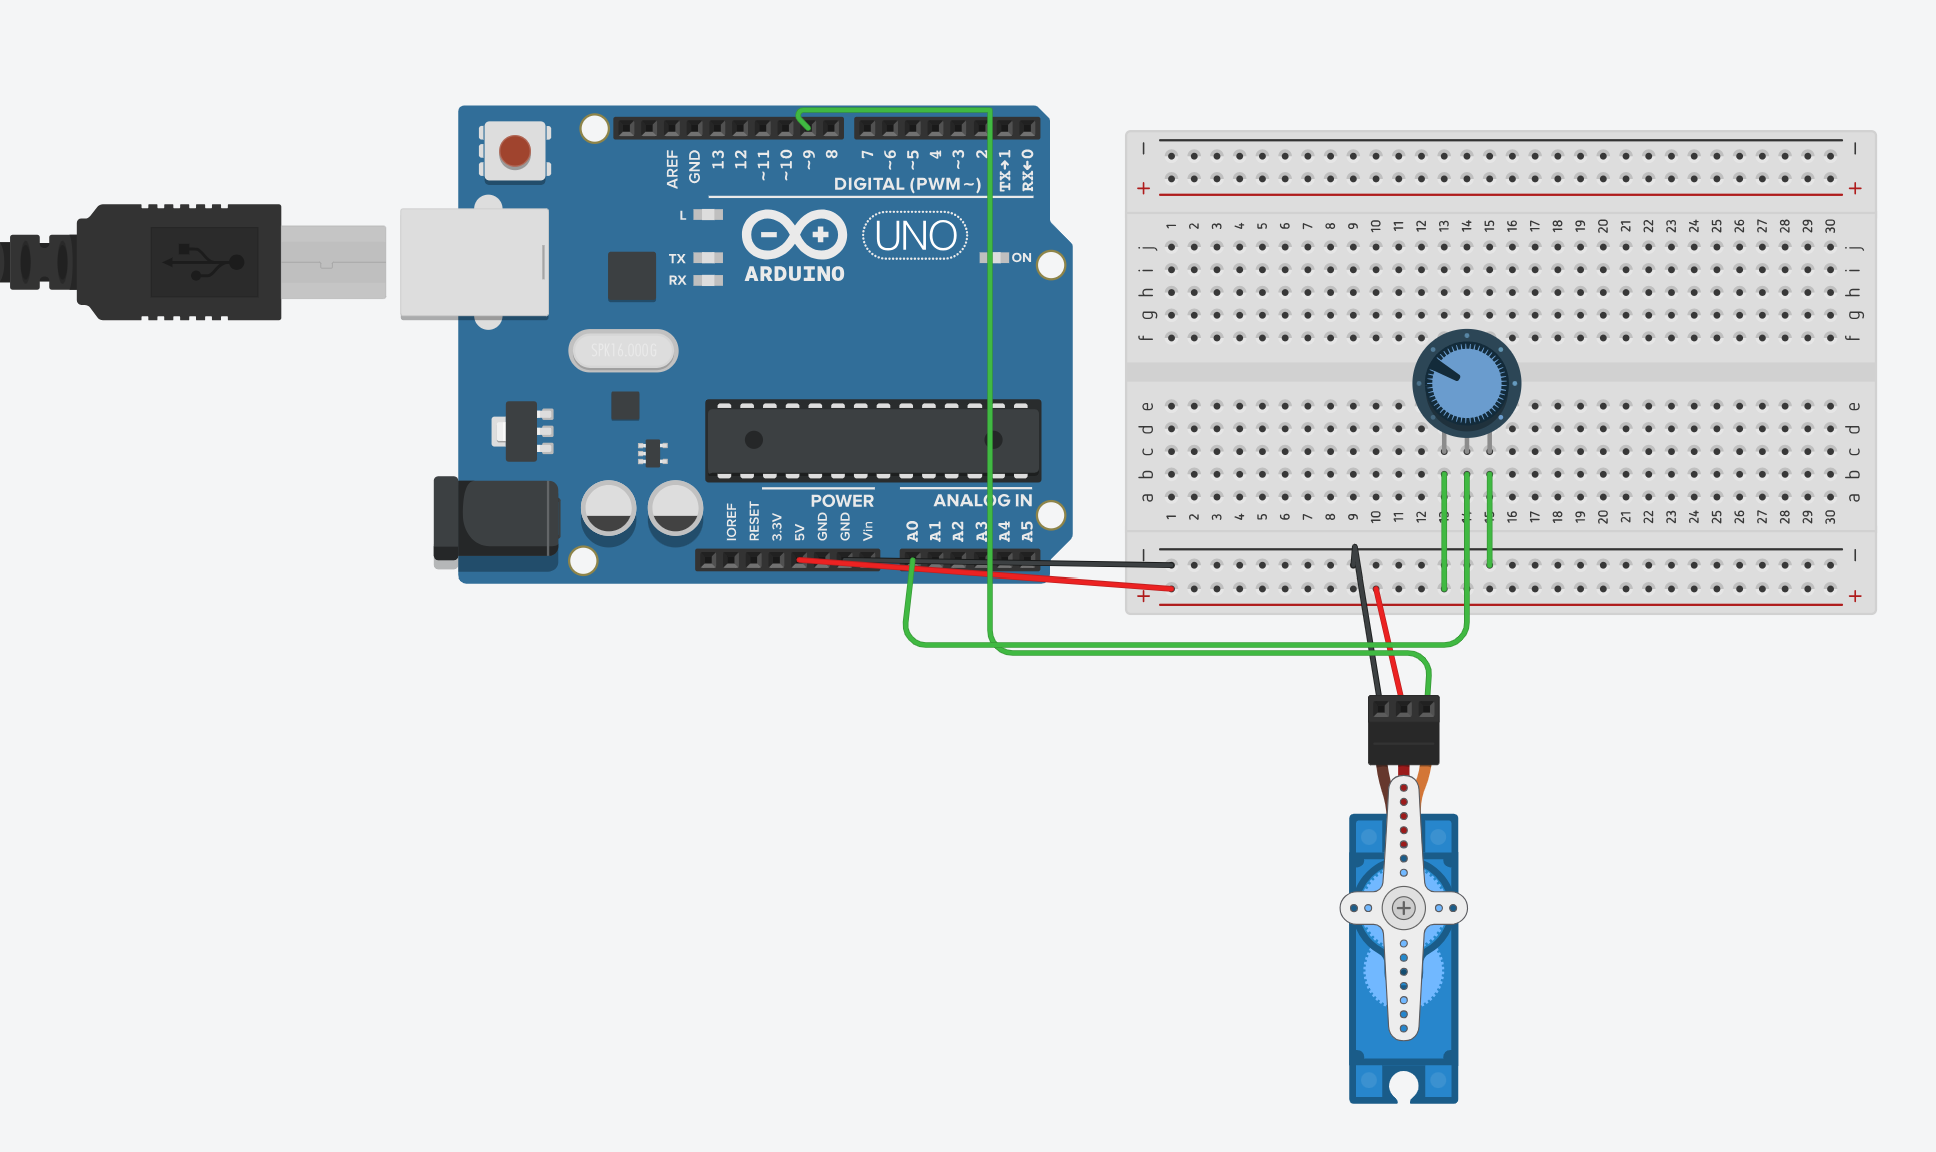 AREF
GND
13
12
~11
~10
~9
8
7
~6
~5
4
~3
2
TX→1
RX←0
DIGITAL (PWM~)
L
TX
RX
UNO
ARDUINO
ON
SPK16.000G
POWER
ANALOG IN
IOREF
RESET
3.3V
5V
GND
GND
Vin
A0
A1
A2
A3
A4
A5
− −
+ +
1 2 3 4 5 6 7 8 9 10 11 12 13 14 15 16 17 18 19 20 21 22 23 24 25 26 27 28 29 30
j j
i i
h h
g g
f f
e e
d d
c c
b b
a a
1 2 3 4 5 6 7 8 9 10 11 12 13 14 15 16 17 18 19 20 21 22 23 24 25 26 27 28 29 30
− −
+ +